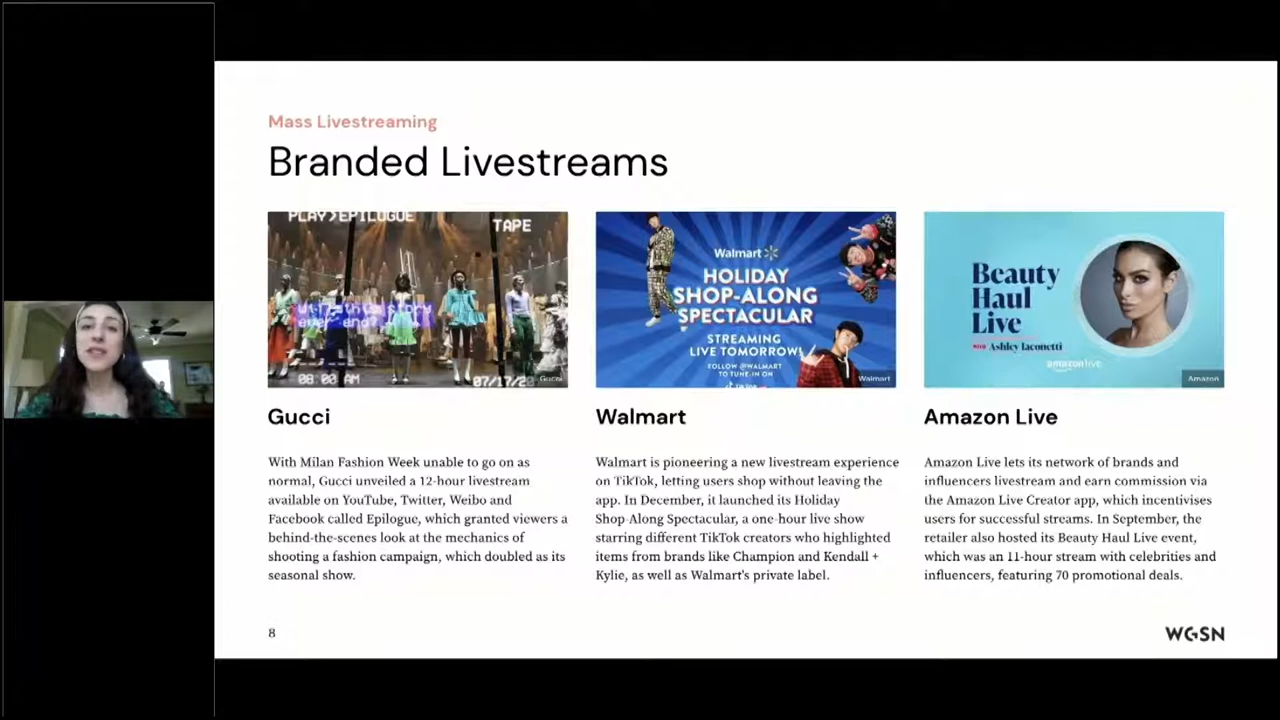 Mass Livestreaming
Branded Livestreams
PLAY>EPILOGUE
TAPE
ever end?
08:00 AM
07/17/20
Gucci
Walmart
HOLIDAY
SHOP-ALONG
SPECTACULAR
STREAMING
LIVE TOMORROW!
FOLLOW @WALMART
TO TUNE-IN ON
TikTok
Walmart
Beauty
Haul
Live
with Ashley Iaconetti
amazon live
Amazon
Gucci
With Milan Fashion Week unable to go on as
normal, Gucci unveiled a 12-hour livestream
available on YouTube, Twitter, Weibo and
Facebook called Epilogue, which granted viewers a
behind-the-scenes look at the mechanics of
shooting a fashion campaign, which doubled as its
seasonal show.
Walmart
Walmart is pioneering a new livestream experience
on TikTok, letting users shop without leaving the
app. In December, it launched its Holiday
Shop-Along Spectacular, a one-hour live show
starring different TikTok creators who highlighted
items from brands like Champion and Kendall +
Kylie, as well as Walmart's private label.
Amazon Live
Amazon Live lets its network of brands and
influencers livestream and earn commission via
the Amazon Live Creator app, which incentivises
users for successful streams. In September, the
retailer also hosted its Beauty Haul Live event,
which was an 11-hour stream with celebrities and
influencers, featuring 70 promotional deals.
8
WGSN